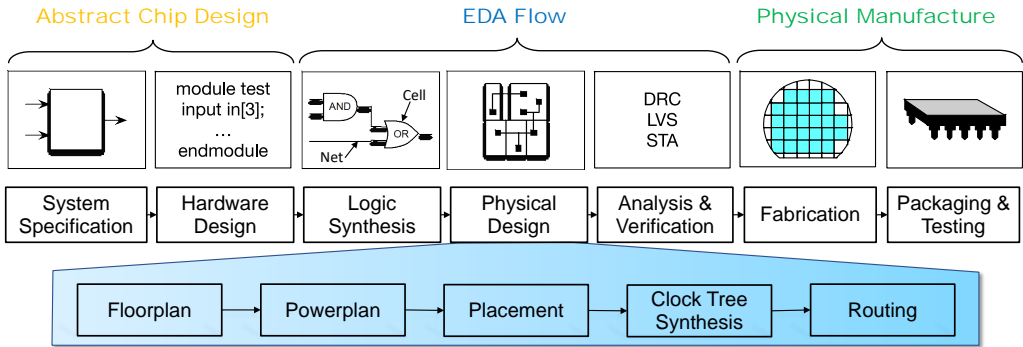 Abstract Chip Design
EDA Flow
Physical Manufacture
module test
input in[3];
...
endmodule
AND
Cell
OR
Net
DRC
LVS
STA
System
Specification
Hardware
Design
Logic
Synthesis
Physical
Design
Analysis &
Verification
Fabrication
Packaging &
Testing
Floorplan
Powerplan
Placement
Clock Tree
Synthesis
Routing